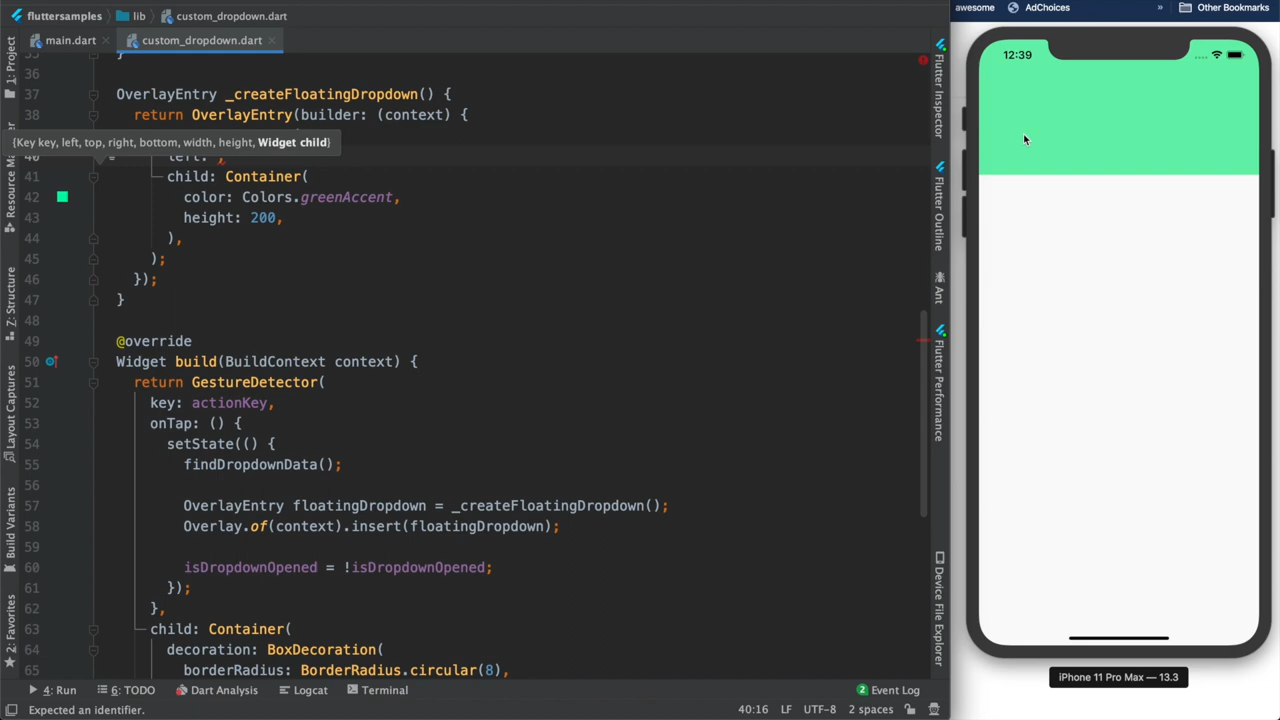 fluttersamples lib custom_dropdown.dart
awesome AdChoices » Other Bookmarks
main.dart custom_dropdown.dart
1: Project
Resource Ma
Z: Structure
Layout Captures
Build Variants
2: Favorites
36
37 OverlayEntry _createFloatingDropdown() {
38 return OverlayEntry(builder: (context) {
{Key key, left, top, right, bottom, width, height, Widget child}
40 left: ,
41 child: Container(
42 color: Colors.greenAccent,
43 height: 200,
44 ),
45 );
46 });
47 }
48
49 @override
50 Widget build(BuildContext context) {
51 return GestureDetector(
52 key: actionKey,
53 onTap: () {
54 setState(() {
55 findDropdownData();
56
57 OverlayEntry floatingDropdown = _createFloatingDropdown();
58 Overlay.of(context).insert(floatingDropdown);
59
60 isDropdownOpened = !isDropdownOpened;
61 });
62 },
63 child: Container(
64 decoration: BoxDecoration(
65 borderRadius: BorderRadius.circular(8),
Flutter Inspector
Flutter Outline
Ant
Flutter Performance
Device File Explorer
12:39
iPhone 11 Pro Max — 13.3
4: Run 6: TODO Dart Analysis Logcat Terminal 2 Event Log
Expected an identifier. 40:16 LF UTF-8 2 spaces